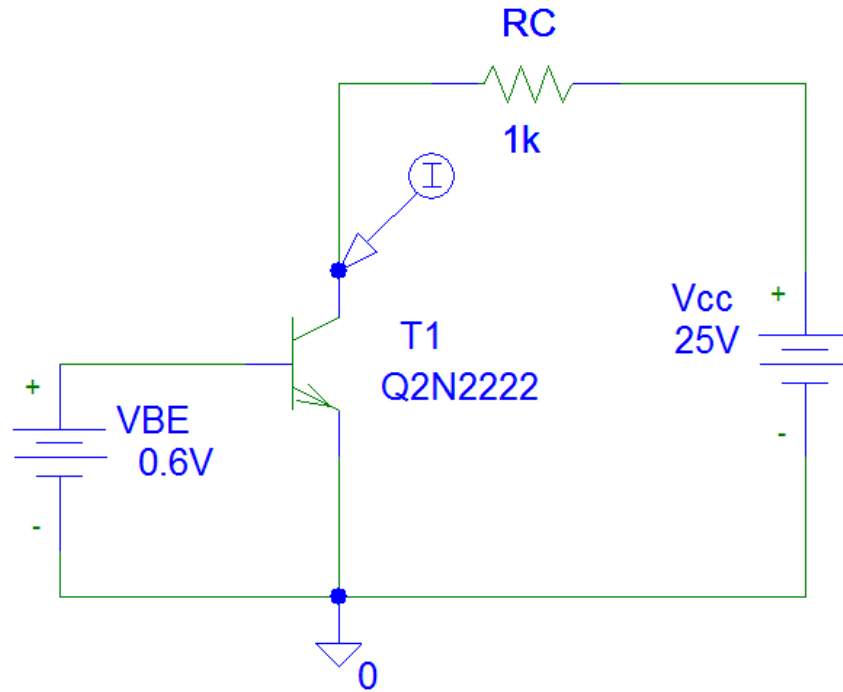 RC
1k
I
Vcc
+
25V
T1
Q2N2222
+
VBE
0.6V
-
-
0